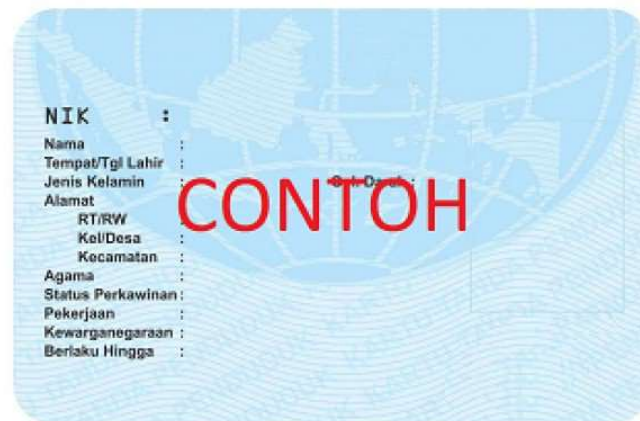 NIK :
Nama :
Tempat/Tgl Lahir :
Jenis Kelamin : Gol. Darah :
Alamat
RT/RW
Kel/Desa :
Kecamatan :
Agama :
Status Perkawinan :
Pekerjaan :
Kewarganegaraan :
Berlaku Hingga :
CONTOH